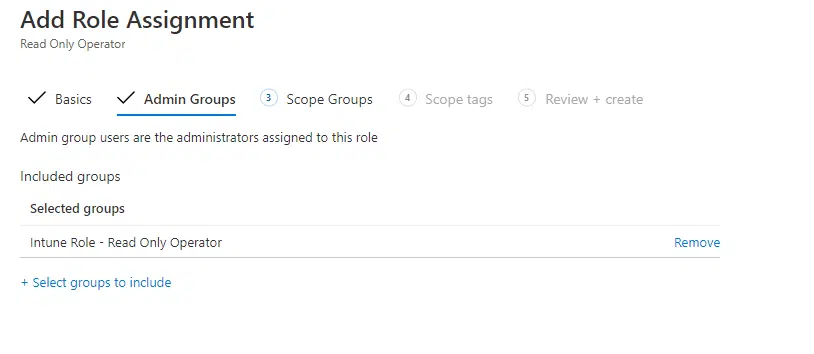 Add Role Assignment
Read Only Operator
Basics Admin Groups 3 Scope Groups 4 Scope tags 5 Review + create
Admin group users are the administrators assigned to this role
Included groups
Selected groups
Intune Role - Read Only Operator Remove
+ Select groups to include